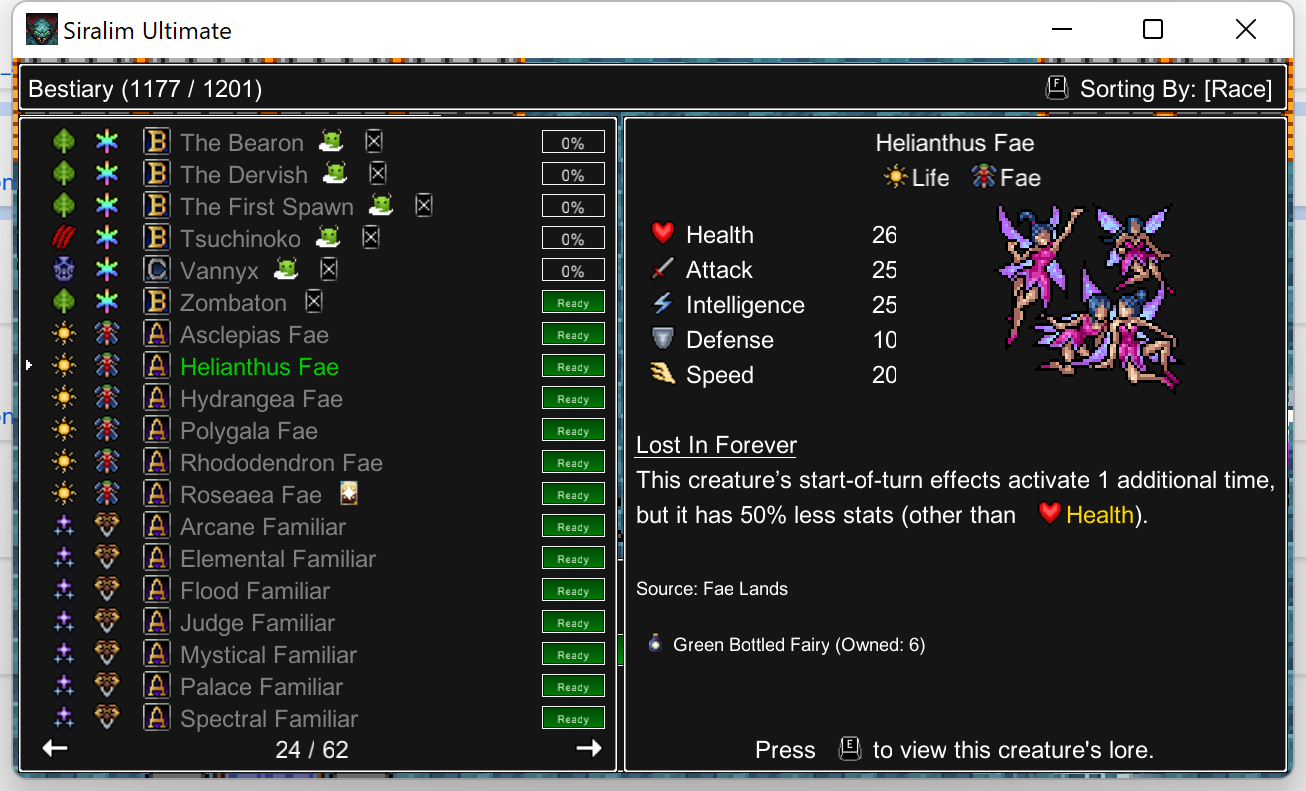 Siralim Ultimate
Bestiary (1177 / 1201)
F Sorting By: [Race]
B The Bearon 0%
B The Dervish 0%
B The First Spawn 0%
B Tsuchinoko 0%
C Vannyx 0%
B Zombaton Ready
A Asclepias Fae Ready
A Helianthus Fae Ready
A Hydrangea Fae Ready
A Polygala Fae Ready
A Rhododendron Fae Ready
A Roseaea Fae Ready
A Arcane Familiar Ready
A Elemental Familiar Ready
A Flood Familiar Ready
A Judge Familiar Ready
A Mystical Familiar Ready
A Palace Familiar Ready
A Spectral Familiar Ready
24 / 62
Helianthus Fae
Life Fae
Health 26
Attack 25
Intelligence 25
Defense 10
Speed 20
Lost In Forever
This creature's start-of-turn effects activate 1 additional time,
but it has 50% less stats (other than Health).
Source: Fae Lands
Green Bottled Fairy (Owned: 6)
Press E to view this creature's lore.